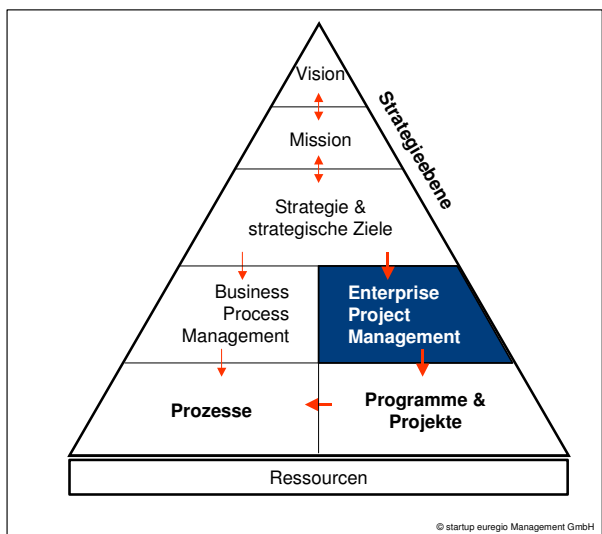 Vision
Strategieebene
Mission
Strategie &
strategische Ziele
Business
Process
Management
Enterprise
Project
Management
Prozesse
Programme &
Projekte
Ressourcen
© startup euregio Management GmbH